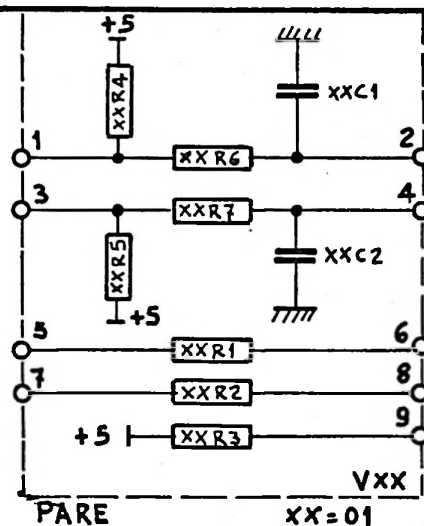 +5
XXR4
XXC1
1
XXR6
2
3
XXR7
4
XXR5
XXC2
+5
5
XXR1
6
7
XXR2
8
+5
XXR3
9
VXX
PARE
XX=01